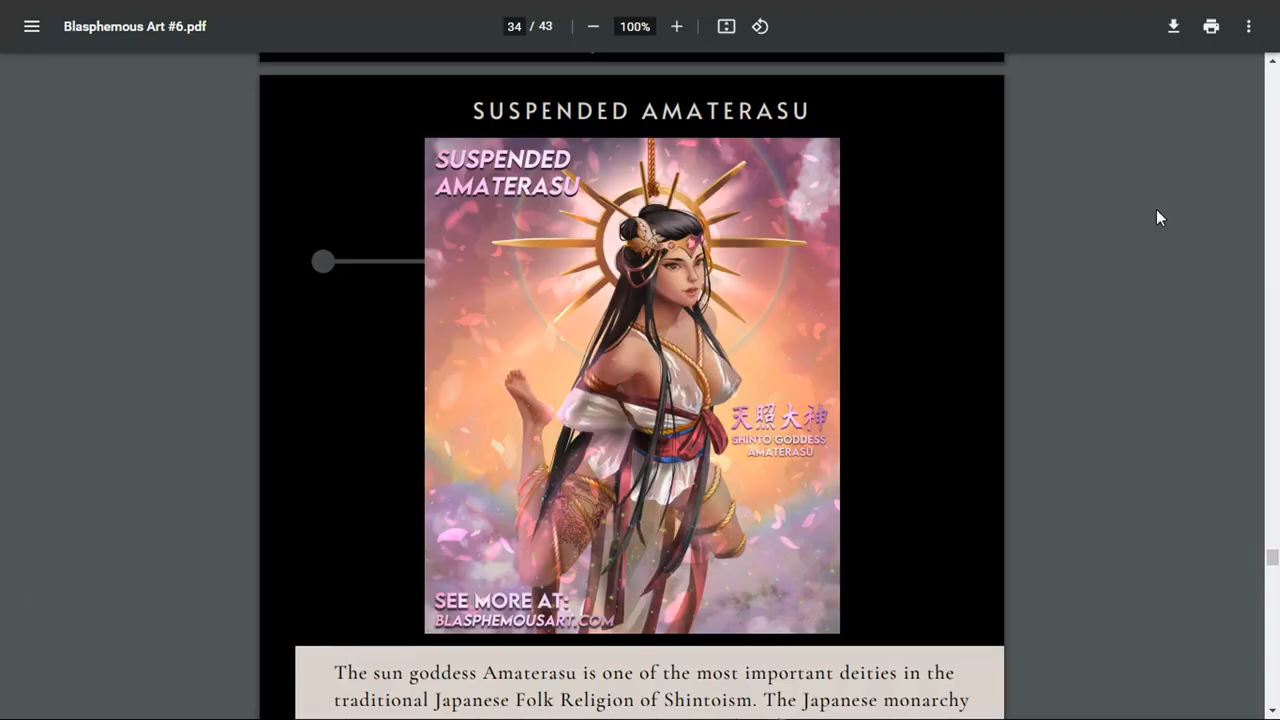 Blasphemous Art #6.pdf
34 / 43
100%
SUSPENDED AMATERASU
SUSPENDED
AMATERASU
天照大神
SHINTO GODDESS
AMATERASU
SEE MORE AT:
BLASPHEMOUSART.COM
The sun goddess Amaterasu is one of the most important deities in the
traditional Japanese Folk Religion of Shintoism. The Japanese monarchy